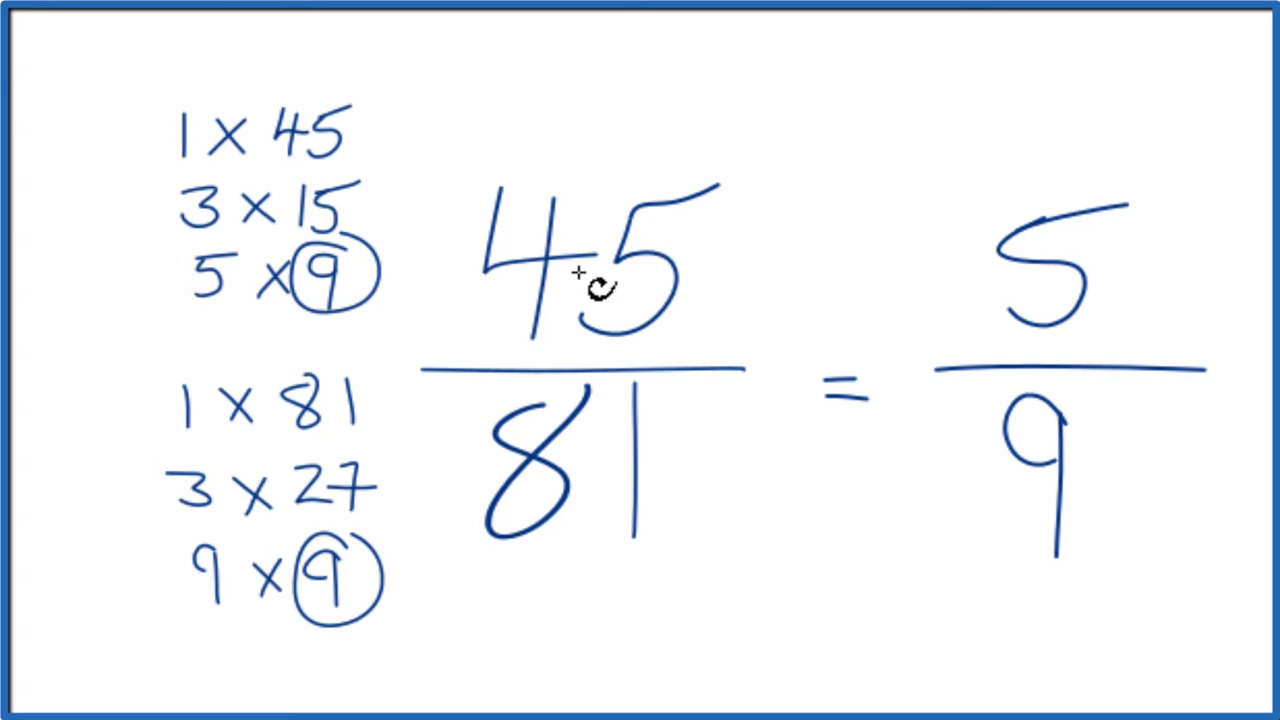 1 x 45
3 x 15
5 x 9
1 x 81
3 x 27
9 x 9
45
81
=
5
9